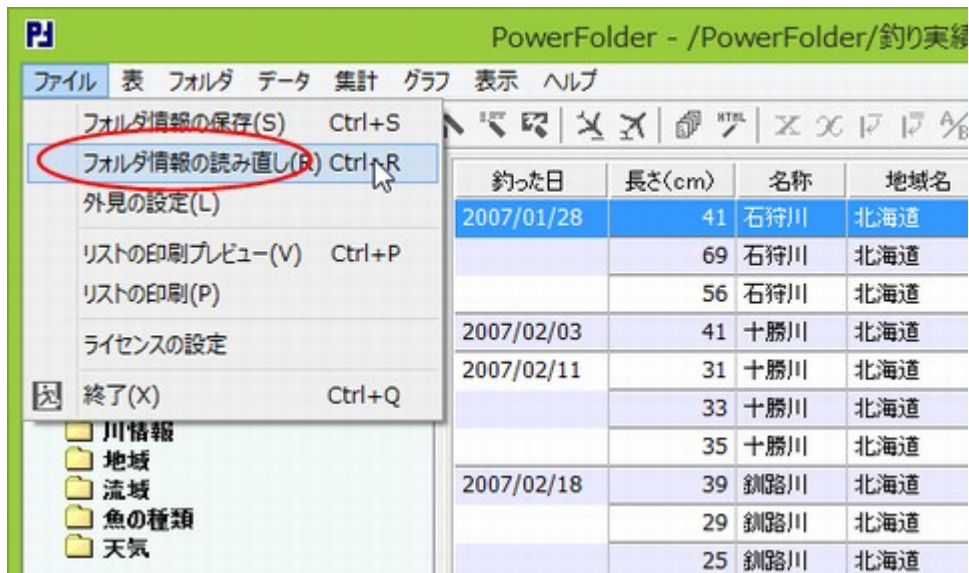 PowerFolder - /PowerFolder/釣り実績
ファイル 表 フォルダ データ 集計 グラフ 表示 ヘルプ
フォルダ情報の保存(S) Ctrl+S
フォルダ情報の読み直し(R) Ctrl+R
外見の設定(L)
リストの印刷プレビュー(V) Ctrl+P
リストの印刷(P)
ライセンスの設定
終了(X) Ctrl+Q
川情報
地域
流域
魚の種類
天気
HTML
A/B
釣った日 長さ(cm) 名称 地域名
2007/01/28 41 石狩川 北海道
69 石狩川 北海道
56 石狩川 北海道
2007/02/03 41 十勝川 北海道
2007/02/11 31 十勝川 北海道
33 十勝川 北海道
35 十勝川 北海道
2007/02/18 39 釧路川 北海道
29 釧路川 北海道
25 釧路川 北海道